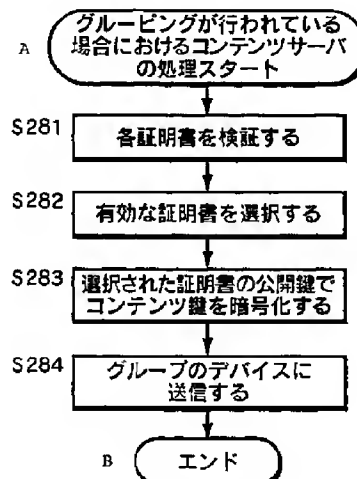 A
グルーピングが行われている
場合におけるコンテンツサーバ
の処理スタート
S281
各証明書を検証する
S282
有効な証明書を選択する
S283
選択された証明書の公開鍵で
コンテンツ鍵を暗号化する
S284
グループのデバイスに
送信する
B
エンド